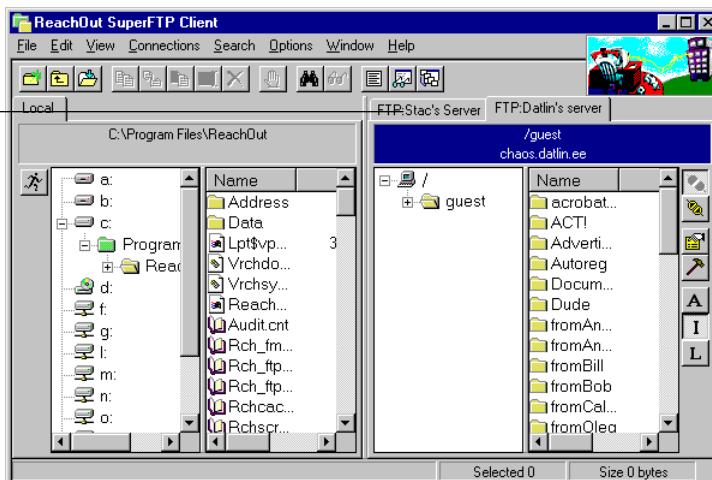 ReachOut SuperFTP Client
File Edit View Connections Search Options Window Help
Local
FTP:Stac's Server
FTP:Datlin's server
C:\Program Files\ReachOut
/guest
chaos.datlin.ee
a:
b:
c:
Program
Reac
d:
f:
g:
l:
m:
n:
o:
Name
Address
Data
Lpt$vp... 3
Vrchdo...
Vrchsy...
Reach...
Audit.cnt
Rch_fm...
Rch_ftp...
Rch_ftp...
Rchcac...
Rchscr...
/
guest
Name
acrobat...
ACT!
Adverti...
Autoreg
Docum...
Dude
fromAn...
fromAn...
fromBill
fromBob
fromCal...
fromOleg
A
I
L
Selected 0
Size 0 bytes